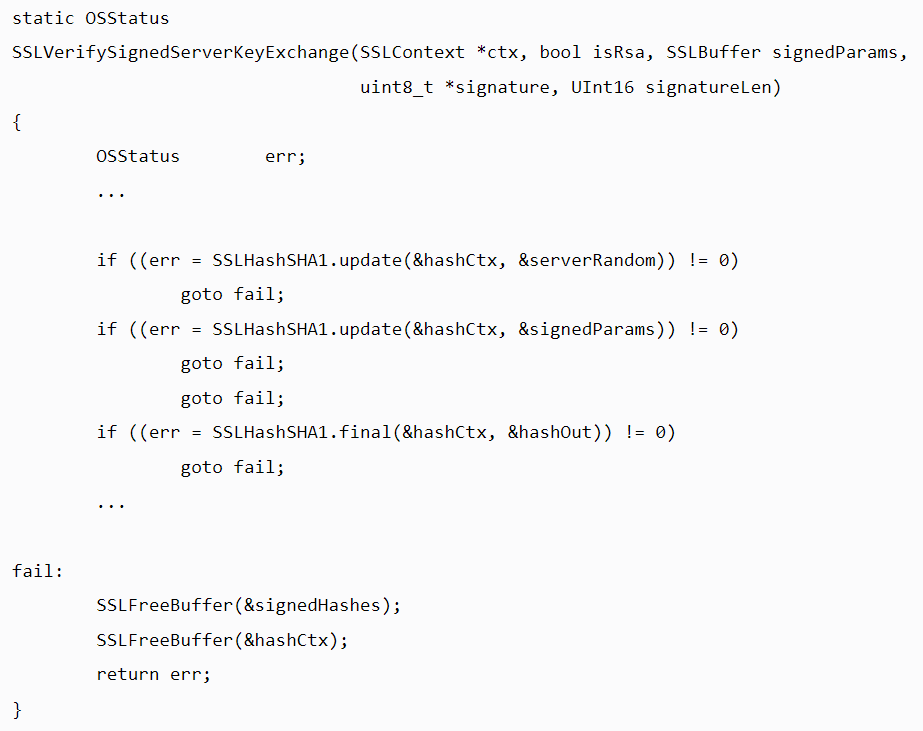 static OSStatus
SSLVerifySignedServerKeyExchange(SSLContext *ctx, bool isRsa, SSLBuffer signedParams,
                                 uint8_t *signature, UInt16 signatureLen)
{
        OSStatus        err;
        ...

        if ((err = SSLHashSHA1.update(&hashCtx, &serverRandom)) != 0)
                goto fail;
        if ((err = SSLHashSHA1.update(&hashCtx, &signedParams)) != 0)
                goto fail;
                goto fail;
        if ((err = SSLHashSHA1.final(&hashCtx, &hashOut)) != 0)
                goto fail;
        ...

fail:
        SSLFreeBuffer(&signedHashes);
        SSLFreeBuffer(&hashCtx);
        return err;
}